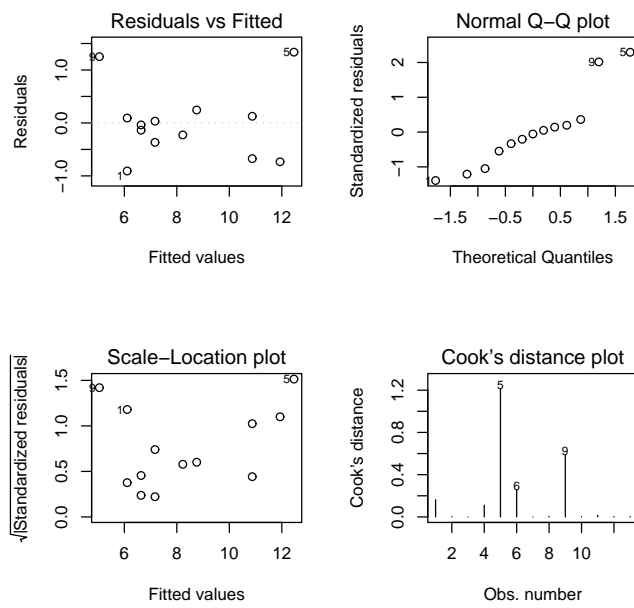 Residuals vs Fitted
Residuals
−1.0 0.0 1.0
9
5
1
6 8 10 12
Fitted values
Normal Q−Q plot
Standardized residuals
−1 0 1 2
9
5
1
−1.5 −0.5 0.5 1.5
Theoretical Quantiles
Scale−Location plot
√|Standardized residuals|
0.0 0.5 1.0 1.5
9
5
1
6 8 10 12
Fitted values
Cook's distance plot
Cook's distance
0.0 0.4 0.8 1.2
5
9
6
2 4 6 8 10
Obs. number